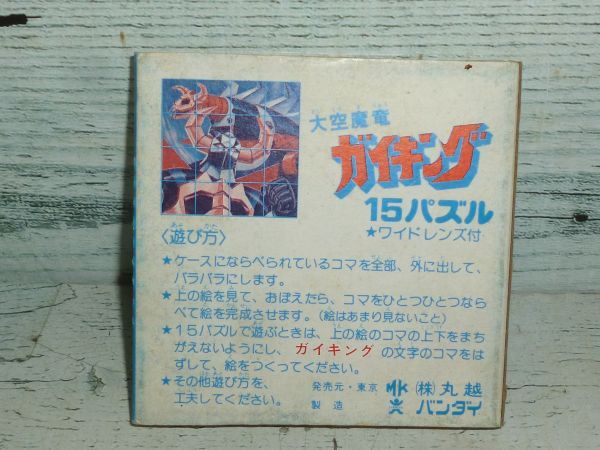 大空魔竜
ガイキング
15パズル
★ワイドレンズ付
〈遊び方〉
★ケースにならべられているコマを全部、外に出して、
バラバラにします。
★上の絵を見て、おぼえたら、コマをひとつひとつなら
べて絵を完成させます。(絵はあまり見ないこと)
★15パズルで遊ぶときは、上の絵のコマの上下をまち
がえないようにし、ガイキングの文字のコマをは
ずして、絵をつくってください。
★その他遊び方を、
工夫してください。
発売元・東京 MK (株)丸越
製造 バンダイ